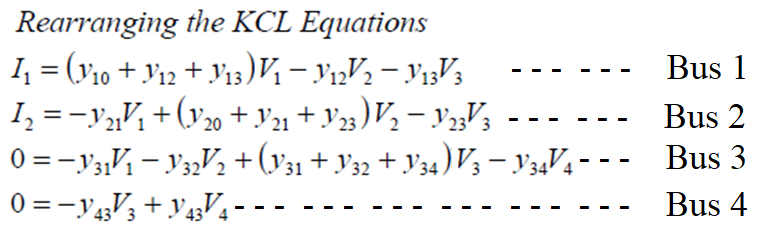 Rearranging the KCL Equations
I₁ = (y₁₀ + y₁₂ + y₁₃)V₁ − y₁₂V₂ − y₁₃V₃ --- --- Bus 1
I₂ = −y₂₁V₁ + (y₂₀ + y₂₁ + y₂₃)V₂ − y₂₃V₃ --- --- Bus 2
0 = −y₃₁V₁ − y₃₂V₂ + (y₃₁ + y₃₂ + y₃₄)V₃ − y₃₄V₄ --- Bus 3
0 = −y₄₃V₃ + y₄₃V₄ --- --- --- --- --- --- Bus 4